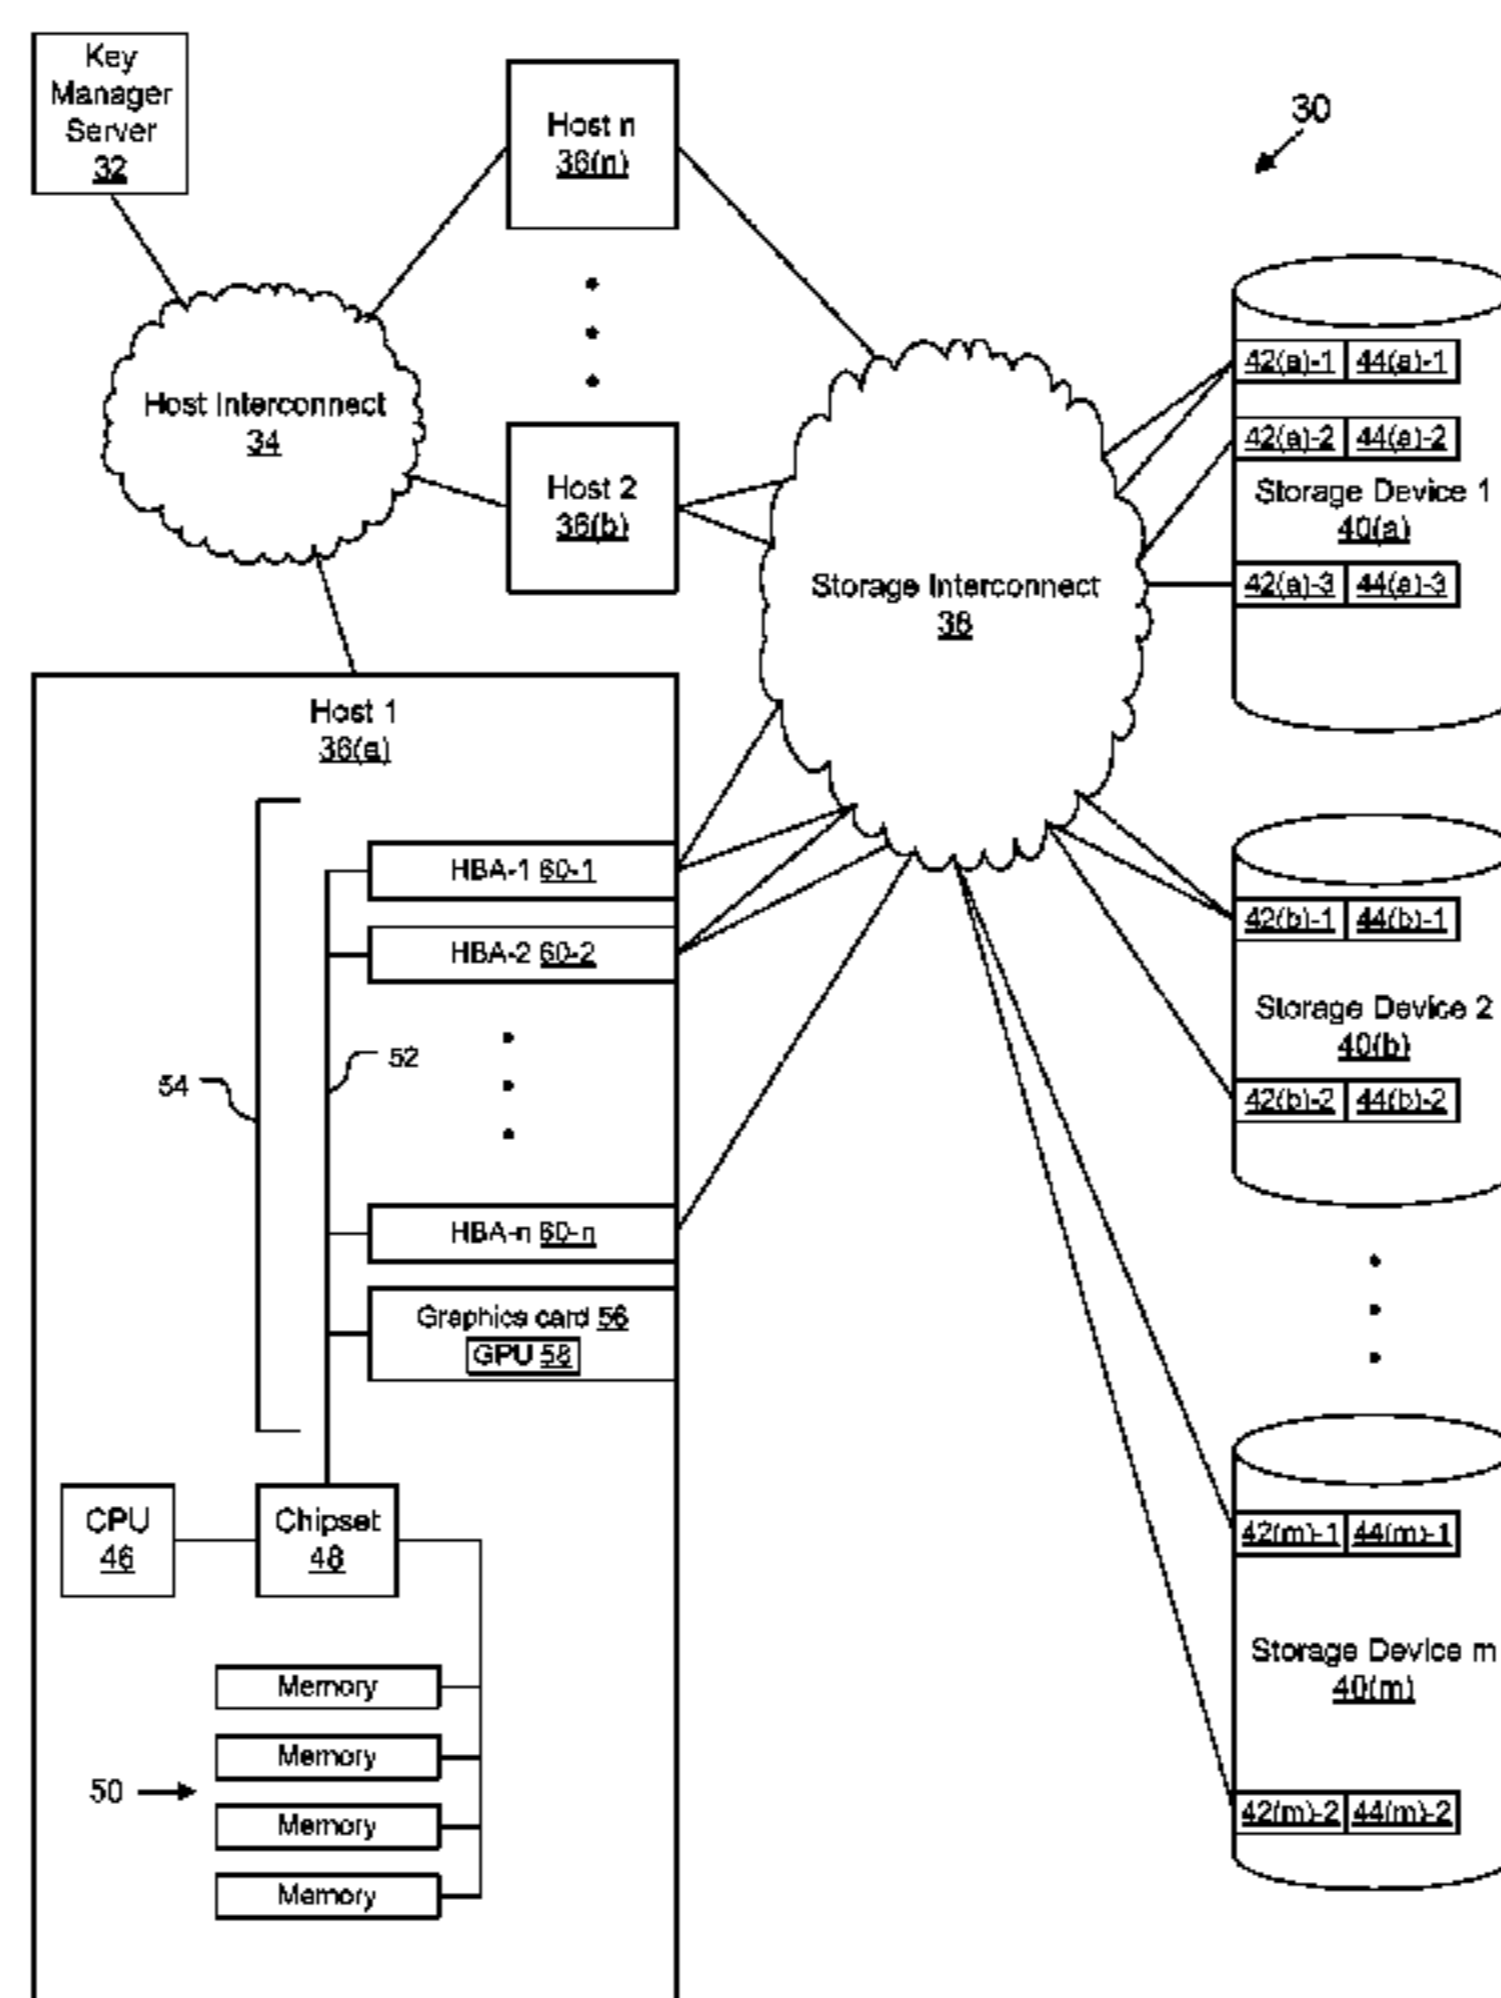 Key
Manager
Server
32
Host n
36(n)
30
Host Interconnect
34
Host 2
36(b)
Storage Interconnect
38
42(a)-1 44(a)-1
42(a)-2 44(a)-2
Storage Device 1
40(a)
42(a)-3 44(a)-3
Host 1
36(a)
HBA-1 60-1
HBA-2 60-2
54
52
HBA-n 60-n
Graphics card 56
GPU 58
CPU
46
Chipset
48
Memory
Memory
50
Memory
Memory
42(b)-1 44(b)-1
Storage Device 2
40(b)
42(b)-2 44(b)-2
42(m)-1 44(m)-1
Storage Device m
40(m)
42(m)-2 44(m)-2